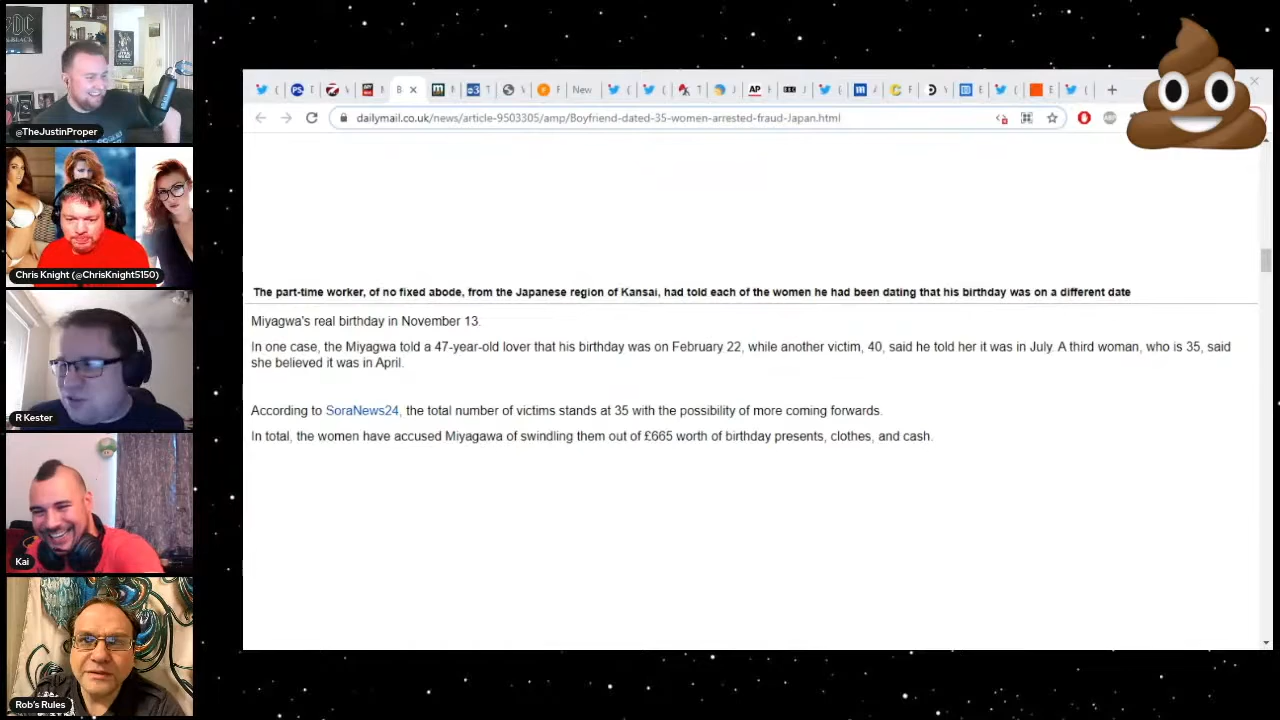 @TheJustinProper
Chris Knight (@ChrisKnight5150)
R Kester
Kai
Rob's Rules
New
AP
BBC
dailymail.co.uk/news/article-9503305/amp/Boyfriend-dated-35-women-arrested-fraud-Japan.html
The part-time worker, of no fixed abode, from the Japanese region of Kansai, had told each of the women he had been dating that his birthday was on a different date
Miyagwa's real birthday in November 13.
In one case, the Miyagwa told a 47-year-old lover that his birthday was on February 22, while another victim, 40, said he told her it was in July. A third woman, who is 35, said
she believed it was in April.
According to SoraNews24, the total number of victims stands at 35 with the possibility of more coming forwards.
In total, the women have accused Miyagawa of swindling them out of £665 worth of birthday presents, clothes, and cash.